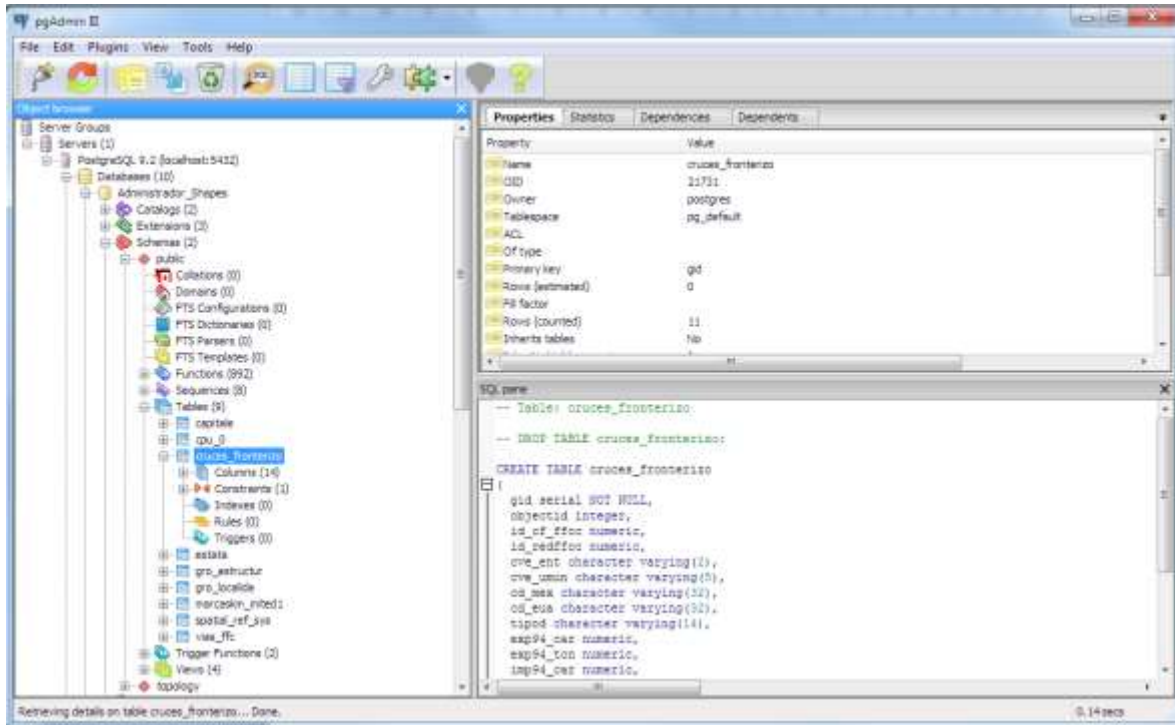 pgAdmin III
File Edit Plugins View Tools Help
Object browser
Server Groups
Servers (1)
PostgreSQL 9.2 (localhost:5432)
Databases (10)
Administrador_Shapes
Catalogs (2)
Extensions (3)
Schemas (2)
public
Collations (0)
Domains (0)
FTS Configurations (0)
FTS Dictionaries (0)
FTS Parsers (0)
FTS Templates (0)
Functions (892)
Sequences (8)
Tables (9)
capitale
cpu_0
cruces_fronterizo
Columns (14)
Constraints (1)
Indexes (0)
Rules (0)
Triggers (0)
estata
gro_estructur
gro_localide
spatial_ref_sys
vias_ffc
Trigger Functions (2)
Views (4)
topology
Properties Statistics Dependencies Dependents
Property Value
Name cruces_fronterizo
OID 21731
Owner postgres
Tablespace pg_default
ACL
Of type
Primary key gid
Rows (estimated) 0
Fill factor
Rows (counted) 11
Inherits tables No
SQL pane
-- Table: cruces_fronterizo
-- DROP TABLE cruces_fronterizo;
CREATE TABLE cruces_fronterizo
(
gid serial NOT NULL,
objectid integer,
id_cf_ffcc numeric,
id_redffcc numeric,
cve_ent character varying(2),
cve_umun character varying(5),
cd_mex character varying(32),
cd_eua character varying(32),
tipod character varying(14),
exp94_car numeric,
exp94_ton numeric,
imp94_car numeric,
Retrieving details on table cruces_fronterizo... Done.
0.14 secs